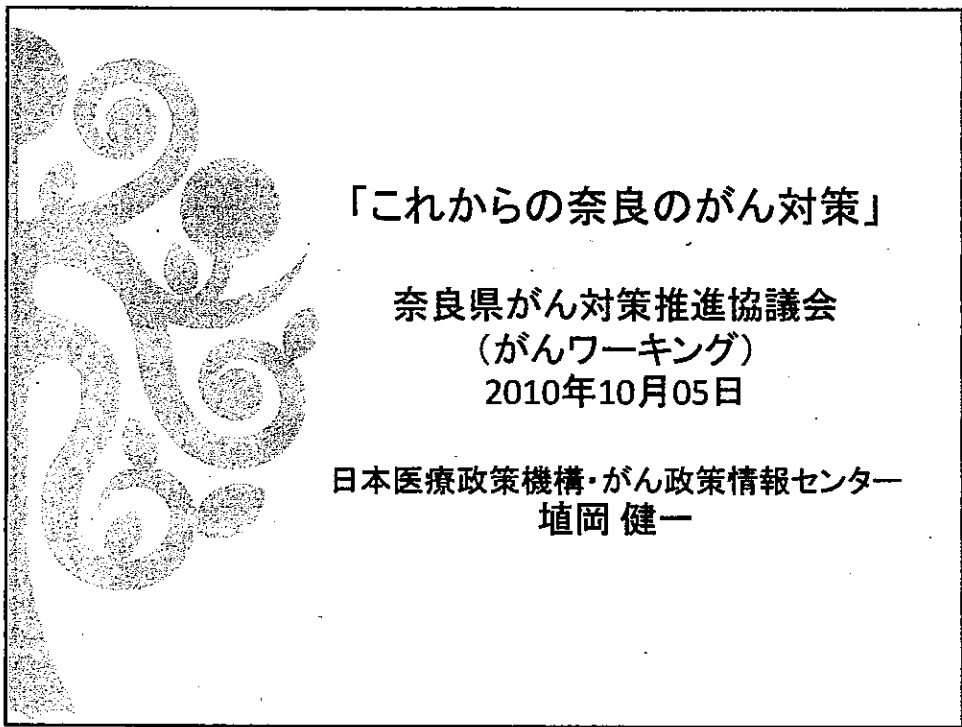 「これからの奈良のがん対策」
奈良県がん対策推進協議会
（がんワーキング）
2010年10月05日
日本医療政策機構・がん政策情報センター
埴岡 健一